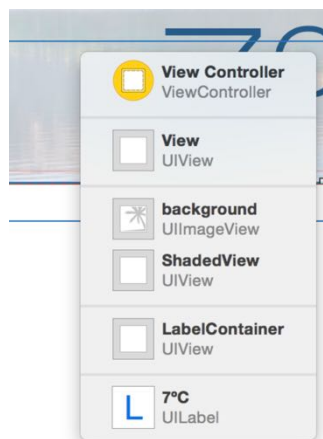 View Controller
ViewController
View
UIView
background
UIImageView
ShadedView
UIView
LabelContainer
UIView
L
7ºC
UILabel